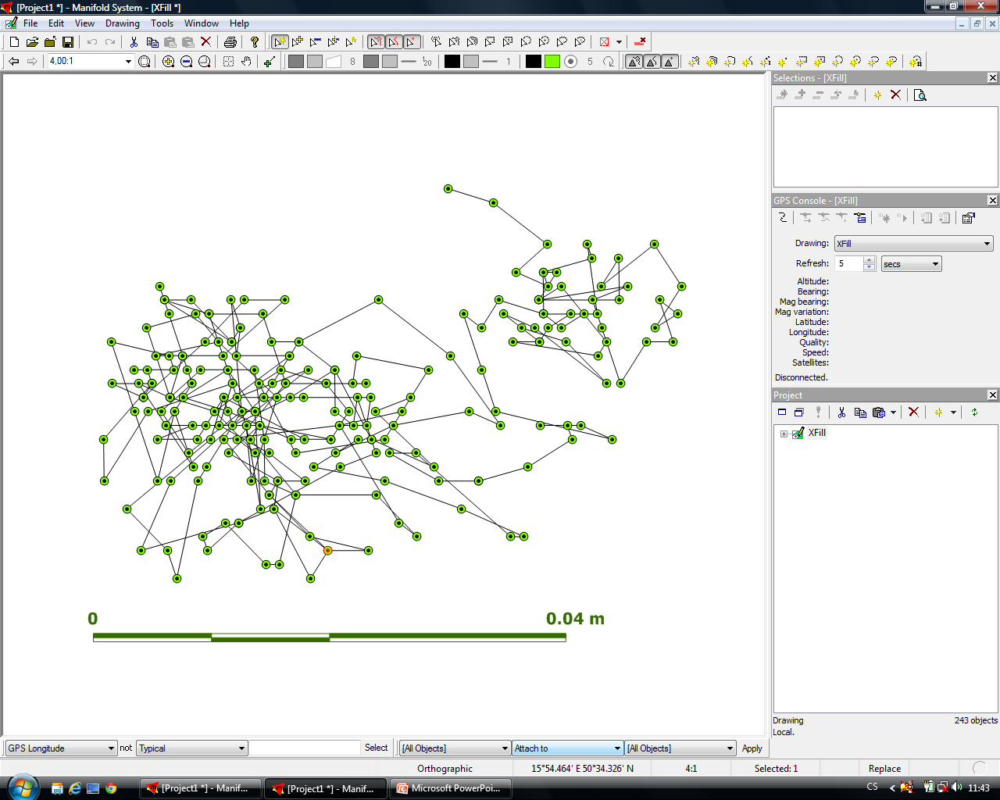 [Project1 *] - Manifold System - [XFill *]
File Edit View Drawing Tools Window Help
4,00:1 8 1/20 1 5
Selections - [XFill]
GPS Console - [XFill]
Drawing: XFill
Refresh: 5 secs
Altitude:
Bearing:
Mag bearing:
Mag variation:
Latitude:
Longitude:
Quality:
Speed:
Satellites:
Disconnected.
Project
XFill
0 0.04 m
Drawing 243 objects
Local.
GPS Longitude not Typical Select [All Objects] Attach to [All Objects] Apply
Orthographic 15°54.464' E 50°34.326' N 4:1 Selected: 1 Replace
[Project1 *] - Manif... [Project1 *] - Manif... Microsoft PowerPoi... CS 11:43